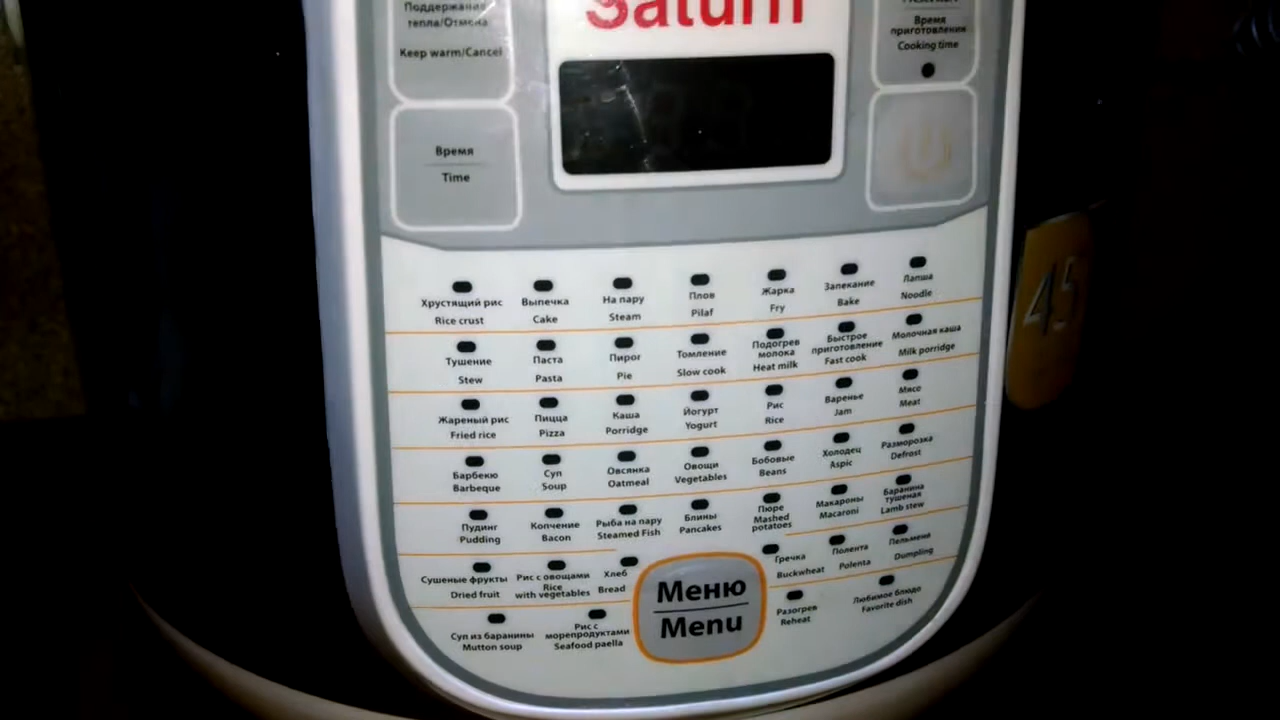 Поддержание
тепла/Отмена
Keep warm/Cancel
Saturn
Время
приготовления
Cooking time
Время
Time
45
Хрустящий рис
Rice crust
Выпечка
Cake
На пару
Steam
Плов
Pilaf
Жарка
Fry
Запекание
Bake
Лапша
Noodle
Тушение
Stew
Паста
Pasta
Пирог
Pie
Томление
Slow cook
Подогрев
молока
Heat milk
Быстрое
приготовление
Fast cook
Молочная каша
Milk porridge
Жареный рис
Fried rice
Пицца
Pizza
Каша
Porridge
Йогурт
Yogurt
Рис
Rice
Варенье
Jam
Мясо
Meat
Барбекю
Barbeque
Суп
Soup
Овсянка
Oatmeal
Овощи
Vegetables
Бобовые
Beans
Холодец
Aspic
Разморозка
Defrost
Пудинг
Pudding
Копчение
Bacon
Рыба на пару
Steamed Fish
Блины
Pancakes
Пюре
Mashed
potatoes
Макароны
Macaroni
Баранина
тушеная
Lamb stew
Сушеные фрукты
Dried fruit
Рис с овощами
Rice
with vegetables
Хлеб
Bread
Гречка
Buckwheat
Полента
Polenta
Пельмени
Dumpling
Суп из баранины
Mutton soup
Рис с
морепродуктами
Seafood paella
Меню
Menu
Разогрев
Reheat
Любимое блюдо
Favorite dish